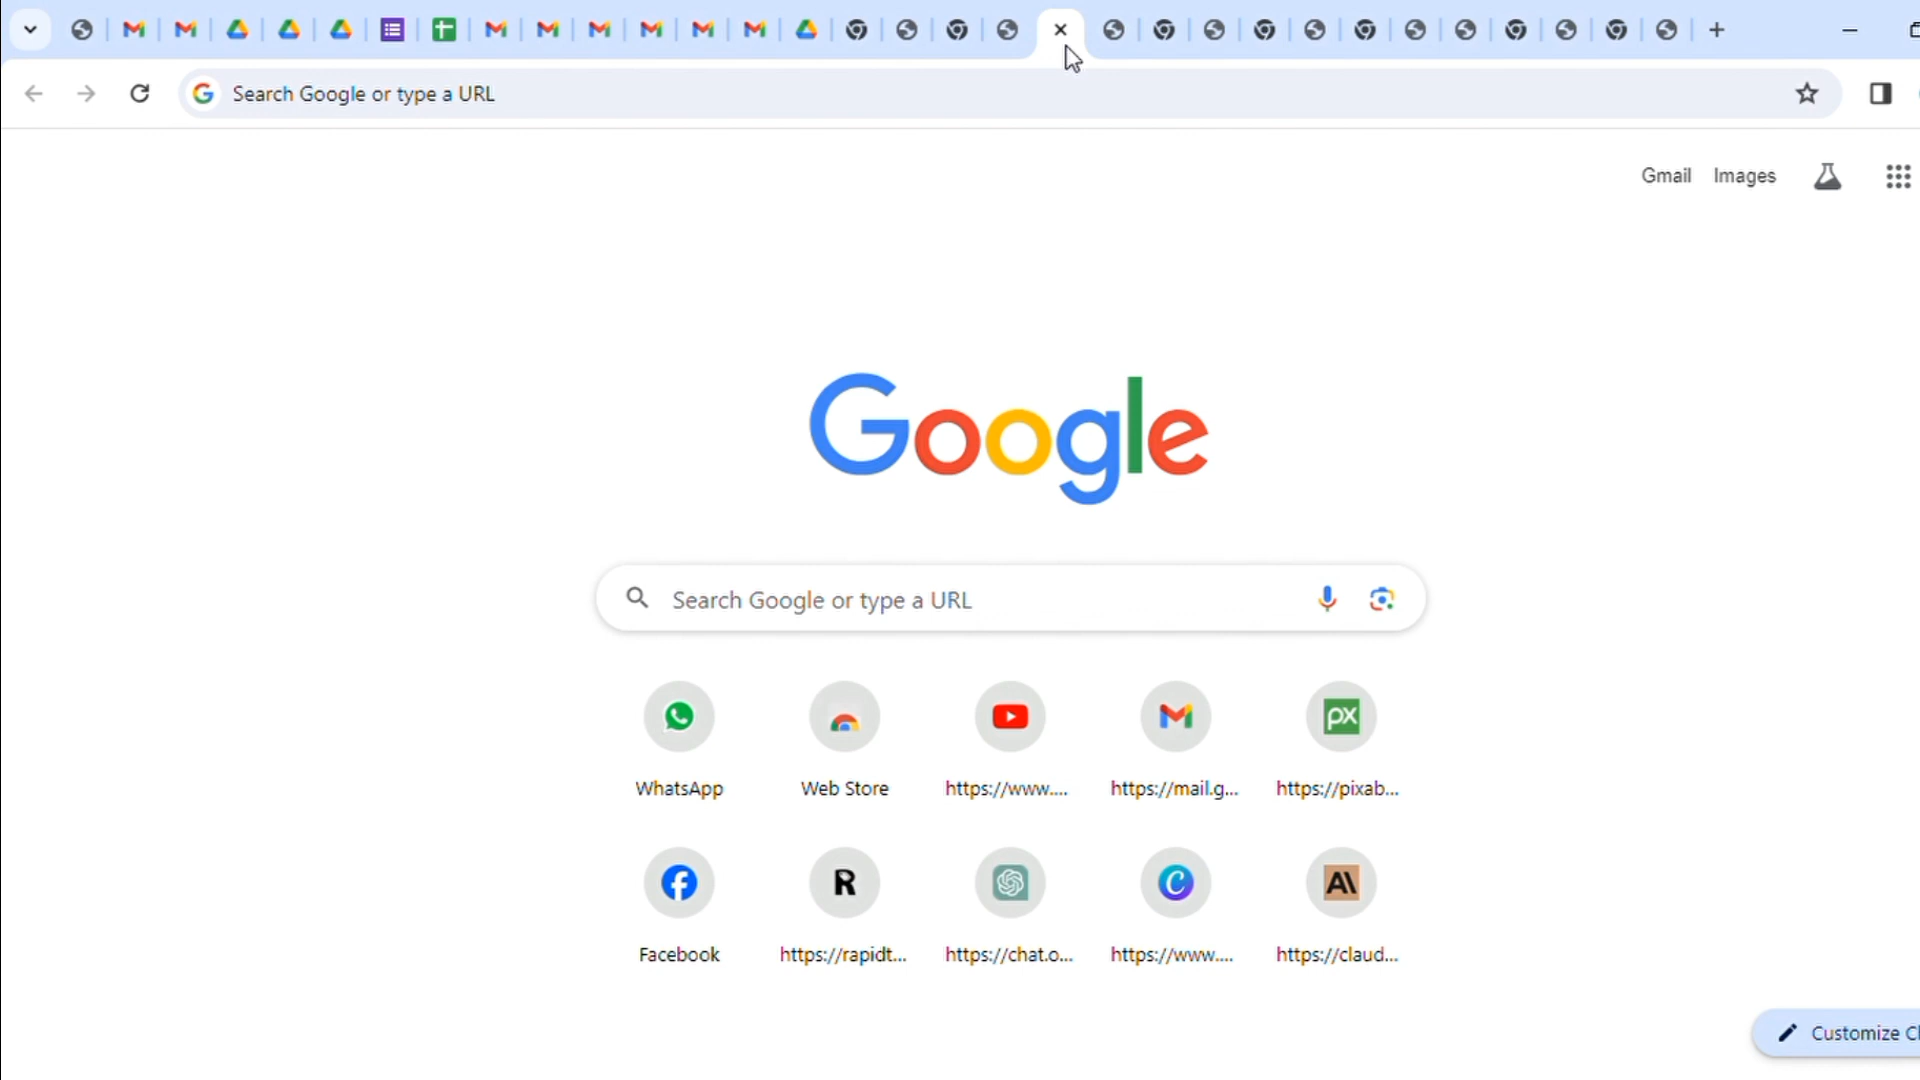 Search Google or type a URL
Gmail Images
Google
Search Google or type a URL
WhatsApp
Web Store
https://www....
https://mail.g...
https://pixab...
Facebook
https://rapidt...
https://chat.o...
https://www....
https://claud...
Customize C